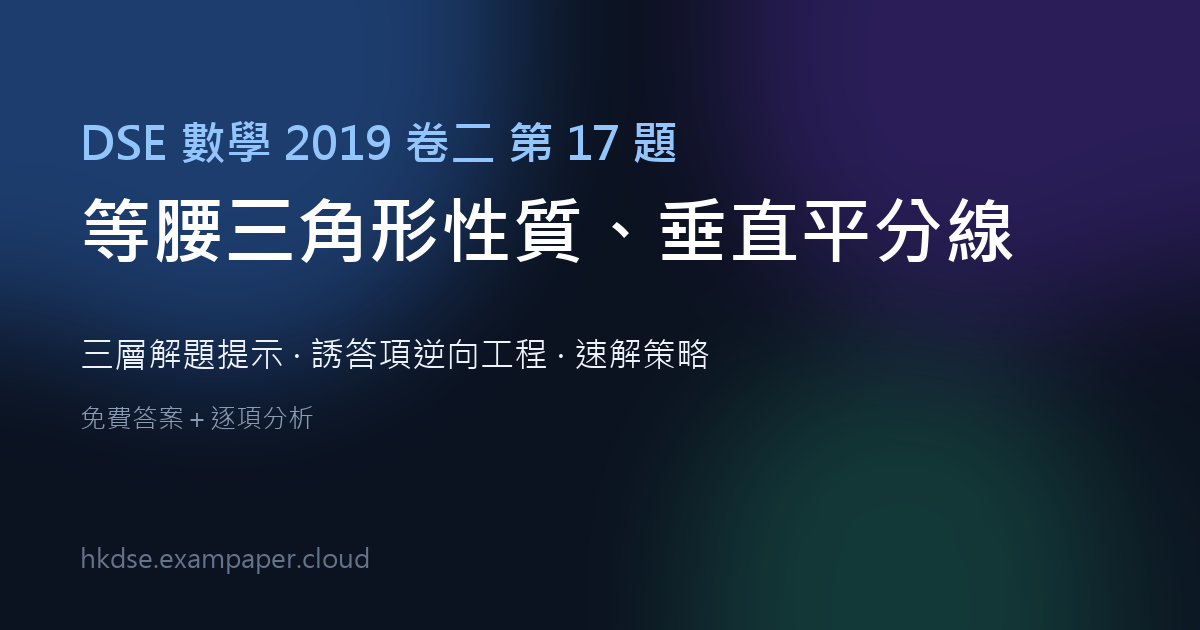 DSE 數學 2019 卷二 第 17 題
等腰三角形性質、垂直平分線
三層解題提示 · 誘答項逆向工程 · 速解策略
免費答案 + 逐項分析
hkdse.exampaper.cloud